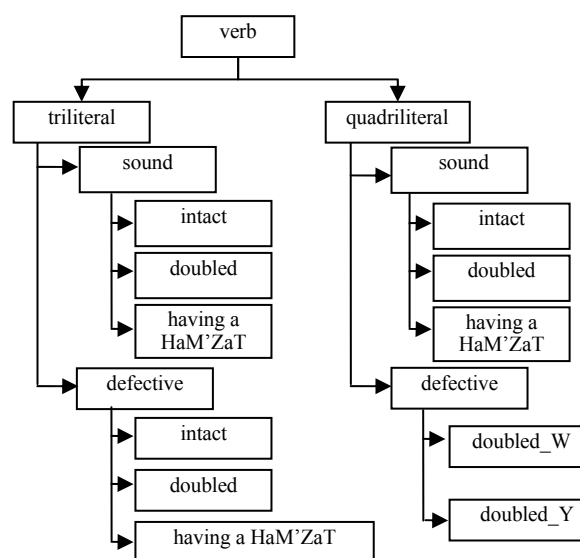 verb
triliteral
sound
intact
doubled
having a
HaM’ZaT
defective
intact
doubled
having a HaM’ZaT
quadriliteral
sound
intact
doubled
having a
HaM’ZaT
defective
doubled_W
doubled_Y